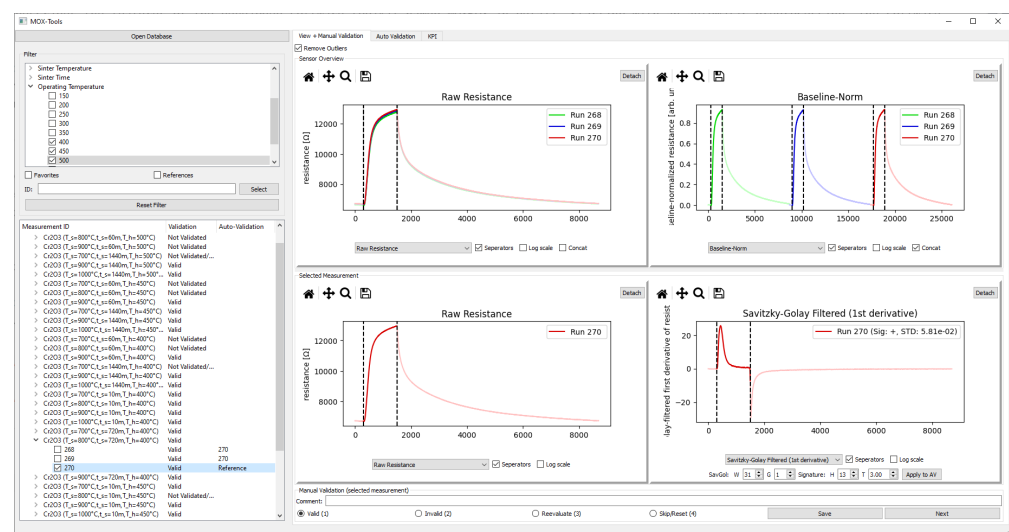 MOX-Tools
Open Database
Filter
Sinter Temperature
Sinter Time
Operating Temperature
150
200
250
300
350
400
450
500
Favorites
References
ID:
Select
Reset Filter
Measurement ID Validation Auto-Validation
Cr2O3 (T_s=800°C,t_s=60m,T_h=500°C) Not Validated
Cr2O3 (T_s=900°C,t_s=60m,T_h=500°C) Not Validated
Cr2O3 (T_s=700°C,t_s=1440m,T_h=500°C) Not Validated/...
Cr2O3 (T_s=900°C,t_s=1440m,T_h=500°C) Valid
Cr2O3 (T_s=1000°C,t_s=1440m,T_h=500°... Valid
Cr2O3 (T_s=700°C,t_s=60m,T_h=450°C) Not Validated
Cr2O3 (T_s=800°C,t_s=60m,T_h=450°C) Not Validated
Cr2O3 (T_s=900°C,t_s=60m,T_h=450°C) Valid
Cr2O3 (T_s=700°C,t_s=1440m,T_h=450°C) Valid
Cr2O3 (T_s=900°C,t_s=1440m,T_h=450°C) Valid
Cr2O3 (T_s=1000°C,t_s=1440m,T_h=450°... Valid
Cr2O3 (T_s=700°C,t_s=60m,T_h=400°C) Not Validated
Cr2O3 (T_s=800°C,t_s=60m,T_h=400°C) Not Validated
Cr2O3 (T_s=900°C,t_s=60m,T_h=400°C) Valid
Cr2O3 (T_s=700°C,t_s=1440m,T_h=400°C) Not Validated/...
Cr2O3 (T_s=900°C,t_s=1440m,T_h=400°C) Valid
Cr2O3 (T_s=1000°C,t_s=1440m,T_h=400°... Valid
Cr2O3 (T_s=700°C,t_s=10m,T_h=400°C) Valid
Cr2O3 (T_s=800°C,t_s=10m,T_h=400°C) Valid
Cr2O3 (T_s=900°C,t_s=10m,T_h=400°C) Valid
Cr2O3 (T_s=1000°C,t_s=10m,T_h=400°C) Valid
Cr2O3 (T_s=700°C,t_s=720m,T_h=400°C) Valid
Cr2O3 (T_s=800°C,t_s=720m,T_h=400°C) Valid
268 Valid 270
269 Valid 270
270 Valid Reference
Cr2O3 (T_s=900°C,t_s=720m,T_h=400°C) Valid
Cr2O3 (T_s=700°C,t_s=10m,T_h=450°C) Valid
Cr2O3 (T_s=800°C,t_s=10m,T_h=450°C) Not Validated/...
Cr2O3 (T_s=900°C,t_s=10m,T_h=450°C) Valid
Cr2O3 (T_s=1000°C,t_s=10m,T_h=450°C) Valid
View + Manual Validation Auto Validation KPI
Remove Outliers
Sensor Overview
Detach
Raw Resistance
resistance [Ω]
12000
10000
8000
Run 268
Run 269
Run 270
0 2000 4000 6000 8000
Raw Resistance Seperators Log scale Concat
Detach
Baseline-Norm
seline-normalized resistance [arb. ur
0.8
0.6
0.4
0.2
0.0
Run 268
Run 269
Run 270
0 5000 10000 15000 20000 25000
Baseline-Norm Seperators Log scale Concat
Selected Measurement
Detach
Raw Resistance
resistance [Ω]
12000
10000
8000
Run 270
0 2000 4000 6000 8000
Raw Resistance Seperators Log scale
Detach
Savitzky-Golay Filtered (1st derivative)
lay-filtered first derivative of resist
20
0
−20
Run 270 (Sig: +, STD: 5.81e-02)
0 2000 4000 6000 8000
Savitzky-Golay Filtered (1st derivative) Seperators Log scale
SavGol: W 31 G 1 Signature: H 13 T 3.00 Apply to AV
Manual Validation (selected measurement)
Comment:
Valid (1) Invalid (2) Reevaluate (3) Skip/Reset (4) Save Next